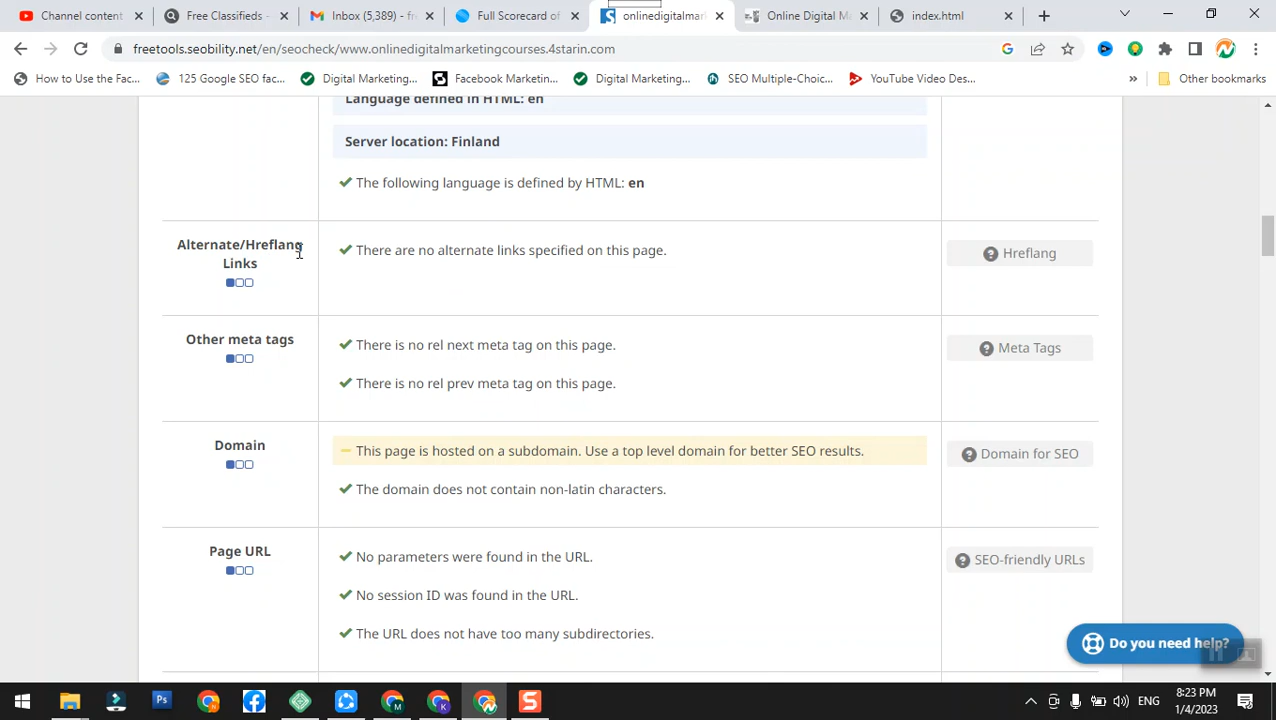 Channel content
Free Classifieds -
Inbox (5,389) - fr
Full Scorecard of
onlinedigitalmar
Online Digital M
index.html
freetools.seobility.net/en/seocheck/www.onlinedigitalmarketingcourses.4starin.com
How to Use the Fac...
125 Google SEO fac...
Digital Marketing...
Facebook Marketin...
Digital Marketing...
SEO Multiple-Choic...
YouTube Video Des...
»
Other bookmarks
Language defined in HTML: en
Server location: Finland
The following language is defined by HTML: en
Alternate/Hreflang
Links
There are no alternate links specified on this page.
Hreflang
Other meta tags
There is no rel next meta tag on this page.
Meta Tags
There is no rel prev meta tag on this page.
Domain
This page is hosted on a subdomain. Use a top level domain for better SEO results.
Domain for SEO
The domain does not contain non-latin characters.
Page URL
No parameters were found in the URL.
SEO-friendly URLs
No session ID was found in the URL.
The URL does not have too many subdirectories.
Do you need help?
ENG
8:23 PM
1/4/2023